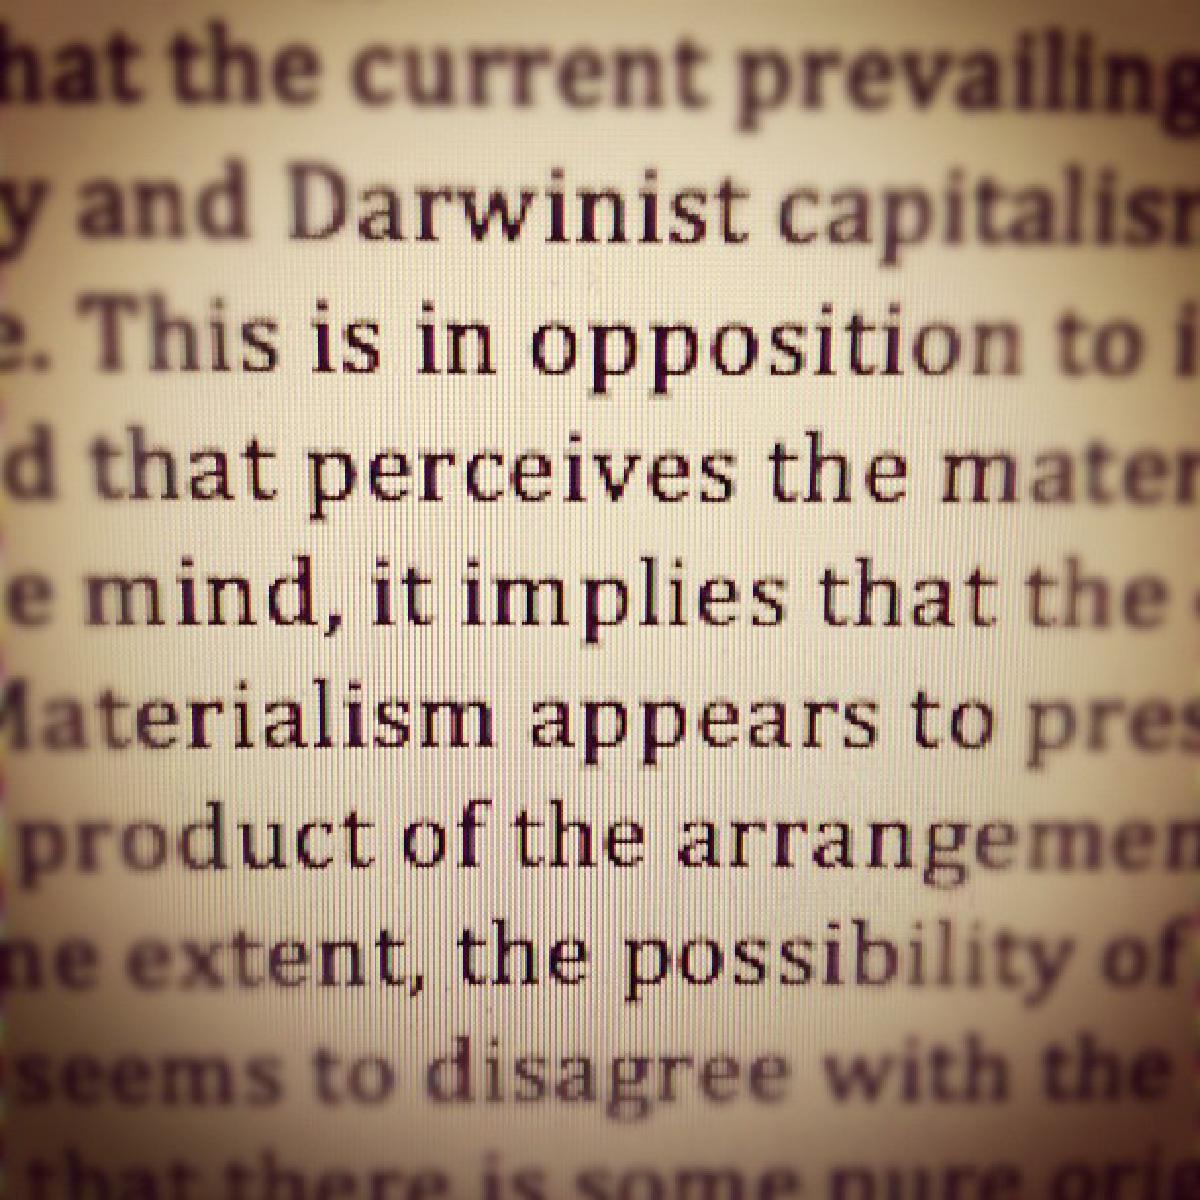 hat the current prevailing
y and Darwinist capitalism
e. This is in opposition to i
d that perceives the mater
e mind, it implies that the
Materialism appears to pres
product of the arrangemen
ne extent, the possibility of
seems to disagree with the
that there is some pure orig